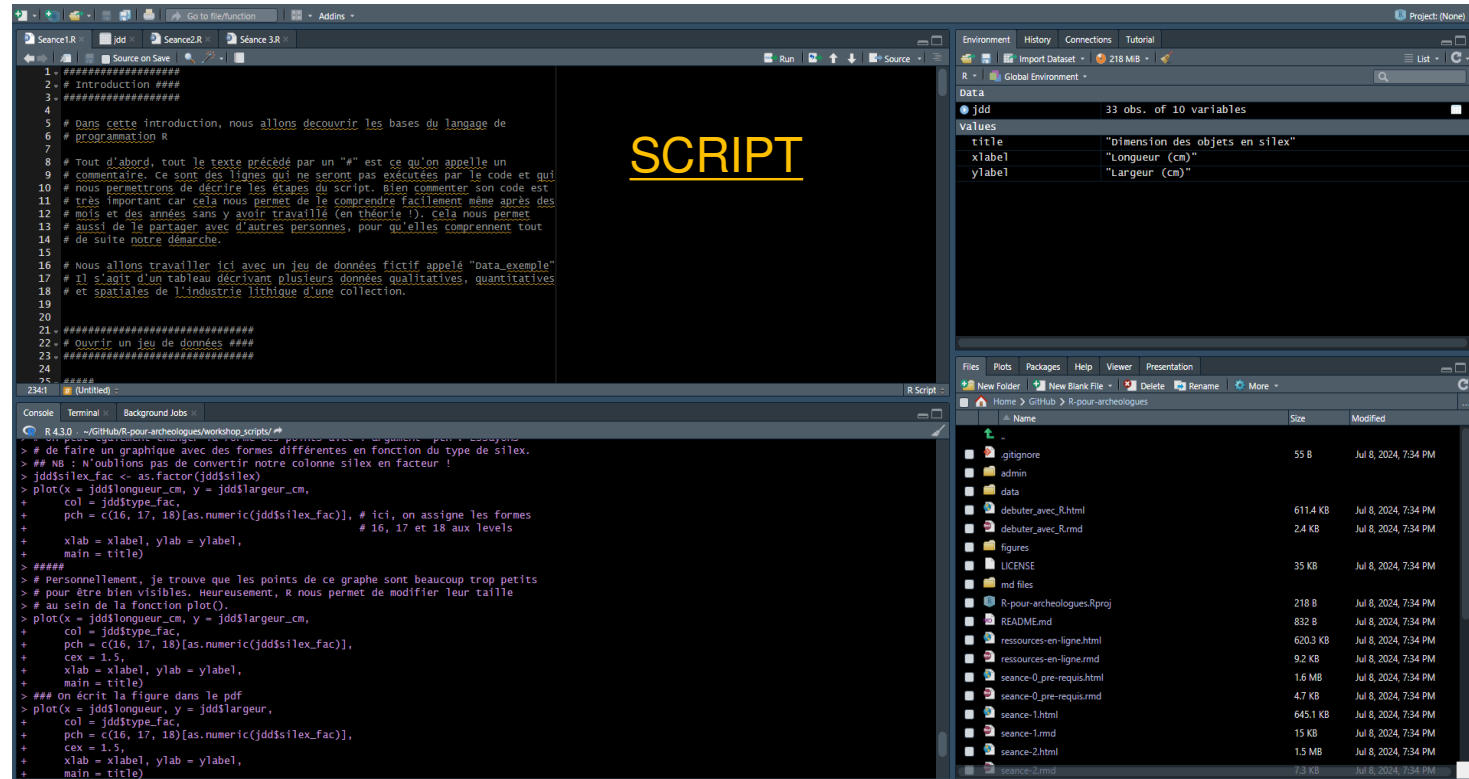 Go to file/function
Addins
Project: (None)
Seance1.R
jdd
Seance2.R
Séance 3.R
Source on Save
Run
Source
1 ###################
2 # Introduction ####
3 ###################
4
5 # Dans cette introduction, nous allons decouvrir les bases du langage de
6 # programmation R
7
8 # Tout d'abord, tout le texte précèdé par un "#" est ce qu'on appelle un
9 # commentaire. Ce sont des lignes qui ne seront pas exécutées par le code et qui
10 # nous permettrons de décrire les étapes du script. Bien commenter son code est
11 # très important car cela nous permet de le comprendre facilement même après des
12 # mois et des années sans y avoir travaillé (en théorie !). Cela nous permet
13 # aussi de le partager avec d'autres personnes, pour qu'elles comprennent tout
14 # de suite notre démarche.
15
16 # Nous allons travailler ici avec un jeu de données fictif appelé "Data_exemple"
17 # Il s'agit d'un tableau décrivant plusieurs données qualitatives, quantitatives
18 # et spatiales de l'industrie lithique d'une collection.
19
20
21 ###############################
22 # Ouvrir un jeu de données ####
23 ###############################
24
25 #####
SCRIPT
234:1 (Untitled)
R Script
Console
Terminal
Background Jobs
R 4.3.0 · ~/GitHub/R-pour-archeologues/workshop_scripts/
> # On peut également changer la forme des points avec l'argument "pch". Essayons
> # de faire un graphique avec des formes différentes en fonction du type de silex.
> ## NB : N'oublions pas de convertir notre colonne silex en facteur !
> jdd$silex_fac <- as.factor(jdd$silex)
> plot(x = jdd$longueur_cm, y = jdd$largeur_cm,
+ col = jdd$type_fac,
+ pch = c(16, 17, 18)[as.numeric(jdd$silex_fac)], # ici, on assigne les formes
+ # 16, 17 et 18 aux levels
+ xlab = xlabel, ylab = ylabel,
+ main = title)
> #####
> # Personnellement, je trouve que les points de ce graphe sont beaucoup trop petits
> # pour être bien visibles. Heureusement, R nous permet de modifier leur taille
> # au sein de la fonction plot().
> plot(x = jdd$longueur_cm, y = jdd$largeur_cm,
+ col = jdd$type_fac,
+ pch = c(16, 17, 18)[as.numeric(jdd$silex_fac)],
+ cex = 1.5,
+ xlab = xlabel, ylab = ylabel,
+ main = title)
> ### On écrit la figure dans le pdf
> plot(x = jdd$longueur, y = jdd$largeur,
+ col = jdd$type_fac,
+ pch = c(16, 17, 18)[as.numeric(jdd$silex_fac)],
+ cex = 1.5,
+ xlab = xlabel, ylab = ylabel,
+ main = title)
Environment
History
Connections
Tutorial
Import Dataset
218 MiB
List
R
Global Environment
Data
jdd 33 obs. of 10 variables
Values
title "Dimension des objets en silex"
xlabel "Longueur (cm)"
ylabel "Largeur (cm)"
Files
Plots
Packages
Help
Viewer
Presentation
New Folder
New Blank File
Delete
Rename
More
Home > GitHub > R-pour-archeologues
Name Size Modified
..
.gitignore 55 B Jul 8, 2024, 7:34 PM
admin
data
debuter_avec_R.html 611.4 KB Jul 8, 2024, 7:34 PM
debuter_avec_R.rmd 2.4 KB Jul 8, 2024, 7:34 PM
figures
LICENSE 35 KB Jul 8, 2024, 7:34 PM
md files
R-pour-archeologues.Rproj 218 B Jul 8, 2024, 7:34 PM
README.md 832 B Jul 8, 2024, 7:34 PM
ressources-en-ligne.html 620.3 KB Jul 8, 2024, 7:34 PM
ressources-en-ligne.rmd 9.2 KB Jul 8, 2024, 7:34 PM
seance-0_pre-requis.html 1.6 MB Jul 8, 2024, 7:34 PM
seance-0_pre-requis.rmd 4.7 KB Jul 8, 2024, 7:34 PM
seance-1.html 645.1 KB Jul 8, 2024, 7:34 PM
seance-1.rmd 15 KB Jul 8, 2024, 7:34 PM
seance-2.html 1.5 MB Jul 8, 2024, 7:34 PM
seance-2.rmd 7.3 KB Jul 8, 2024, 7:34 PM